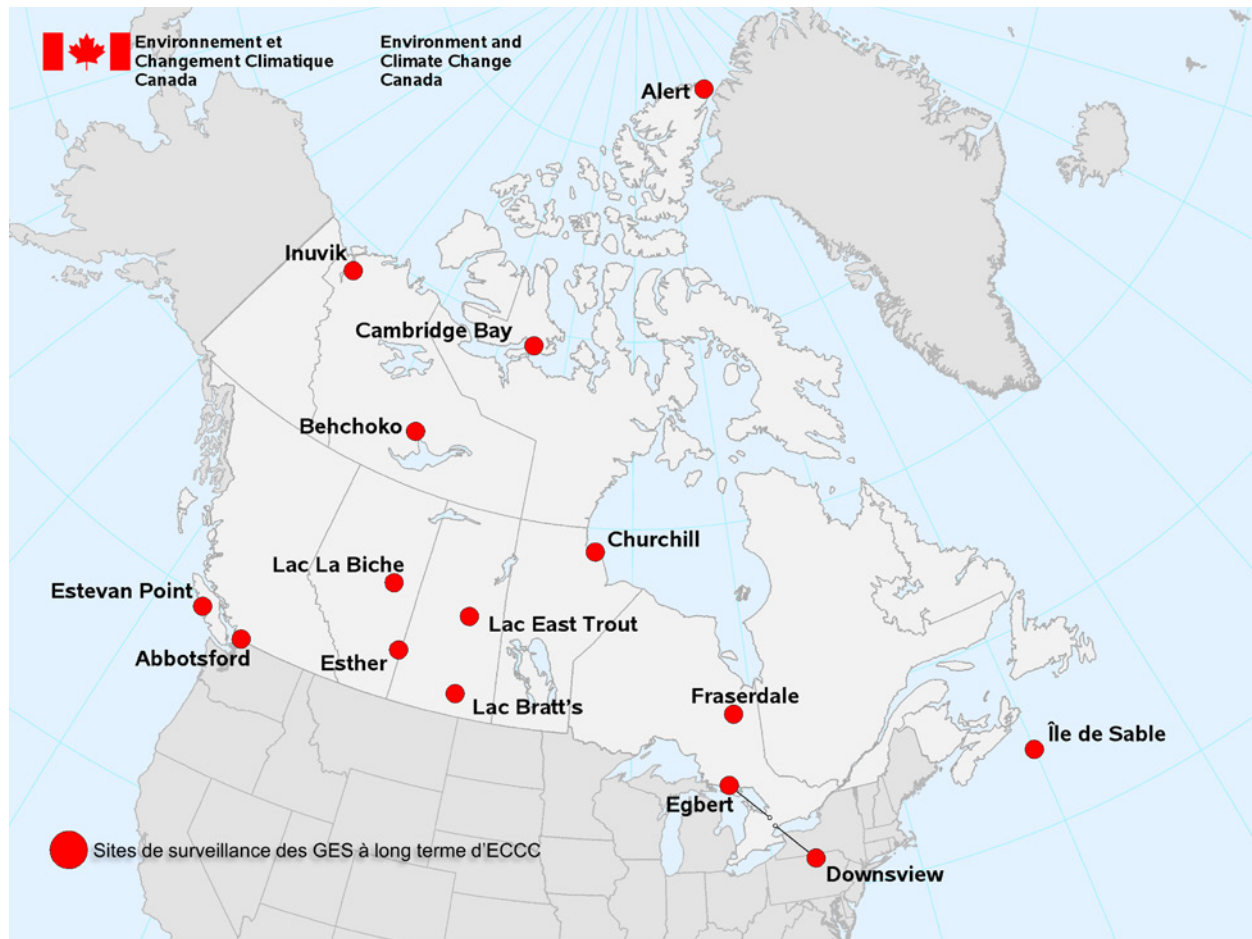 Environnement et
Changement Climatique
Canada
Environment and
Climate Change
Canada
Alert
Inuvik
Cambridge Bay
Behchoko
Churchill
Lac La Biche
Estevan Point
Lac East Trout
Abbotsford
Esther
Lac Bratt's
Fraserdale
Île de Sable
Egbert
Sites de surveillance des GES à long terme d'ECCC
Downsview